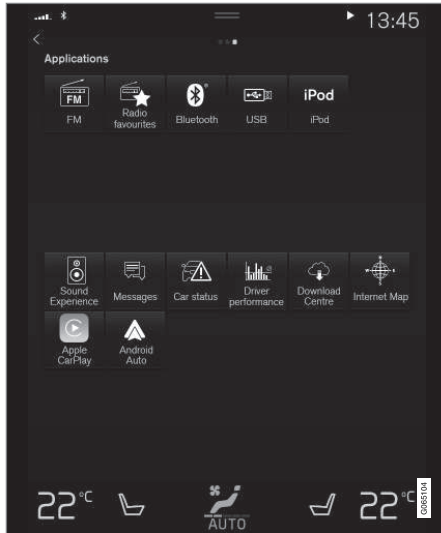 13:45
Applications
FM
FM
Radio
favourites
Bluetooth
USB
iPod
iPod
Sound
Experience
Messages
Car status
Driver
performance
Download
Centre
Internet Map
Apple
CarPlay
Android
Auto
22°C
AUTO
22°C
G065104